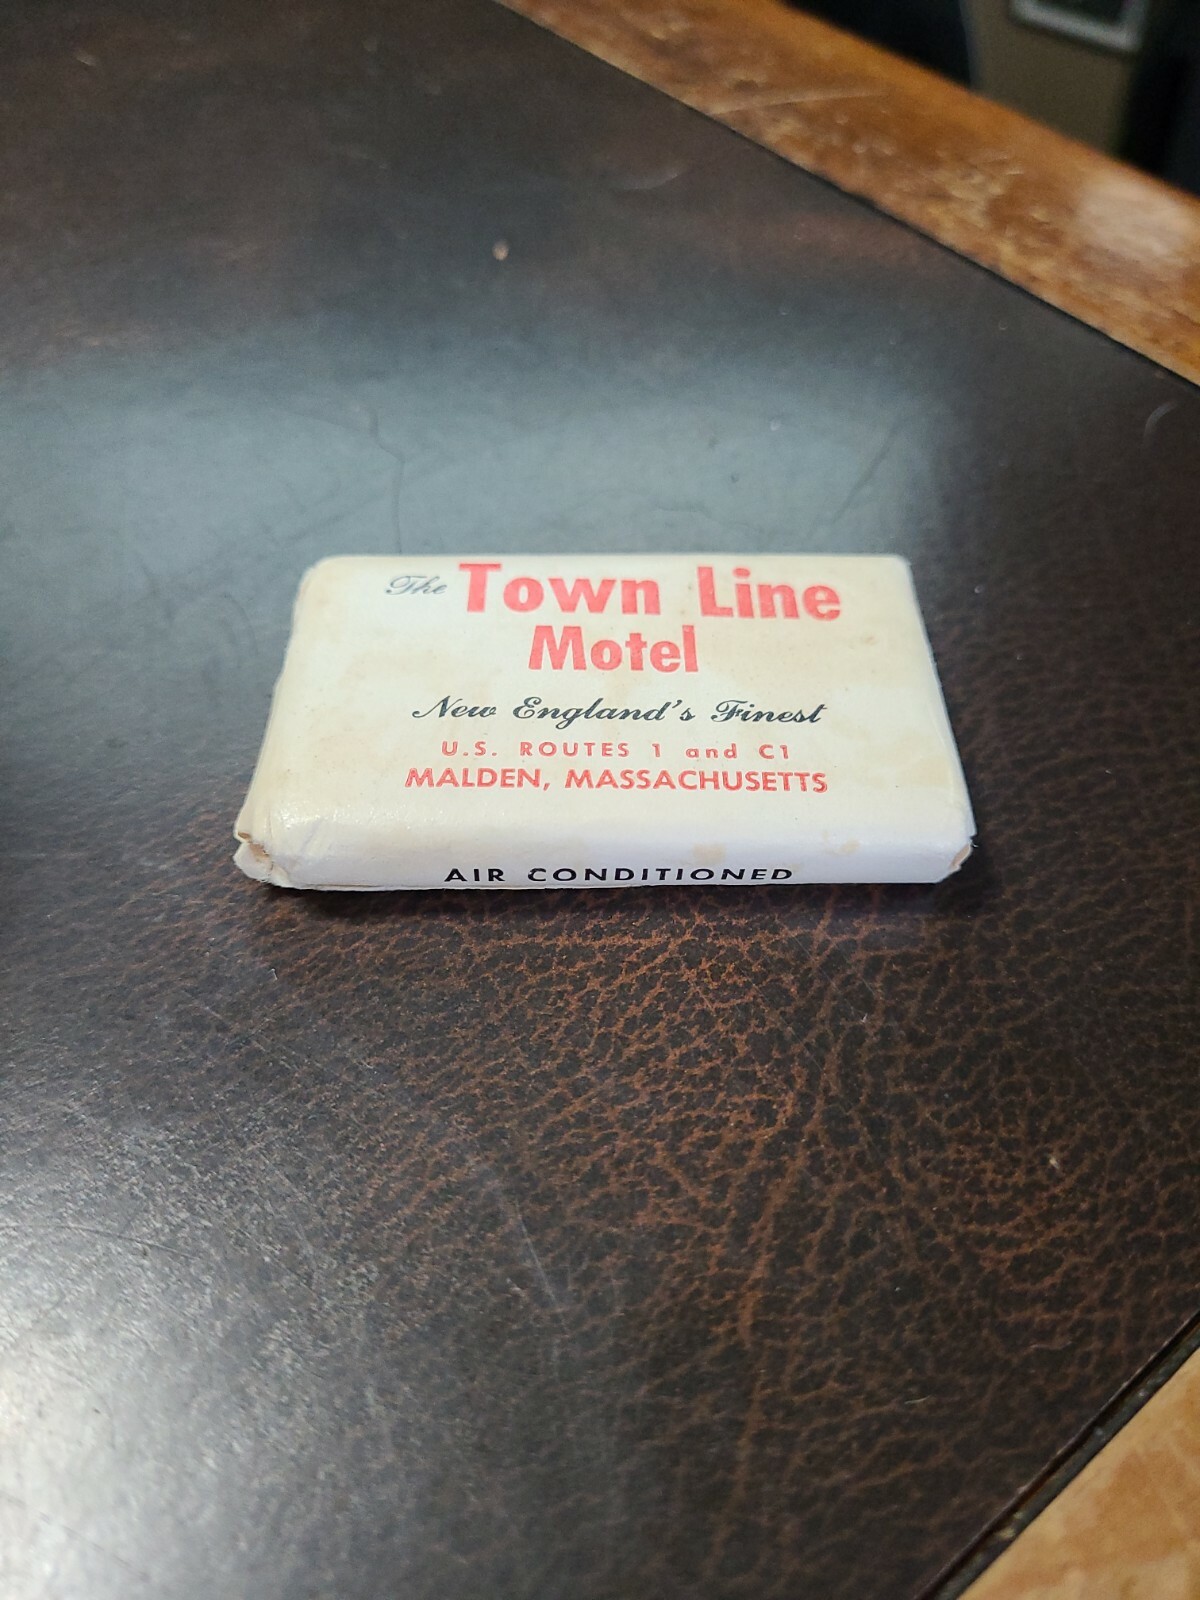 The Town Line
Motel
New England's Finest
U.S. ROUTES 1 and C1
MALDEN, MASSACHUSETTS
AIR CONDITIONED